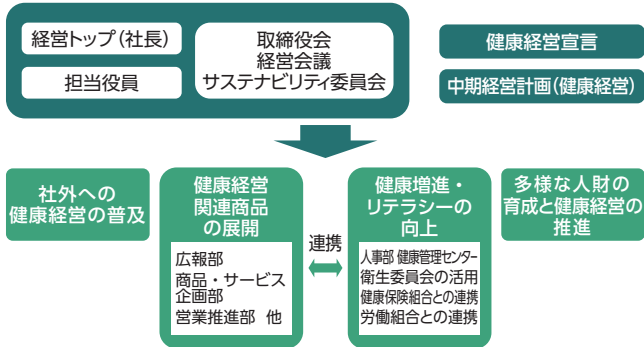 経営トップ（社長）
担当役員
取締役会
経営会議
サステナビリティ委員会
健康経営宣言
中期経営計画（健康経営）
社外への
健康経営の普及
健康経営
関連商品
の展開
広報部
商品・サービス
企画部
営業推進部 他
連携
健康増進・
リテラシーの
向上
人事部 健康管理センター
衛生委員会の活用
健康保険組合との連携
労働組合との連携
多様な人財の
育成と健康経営の
推進